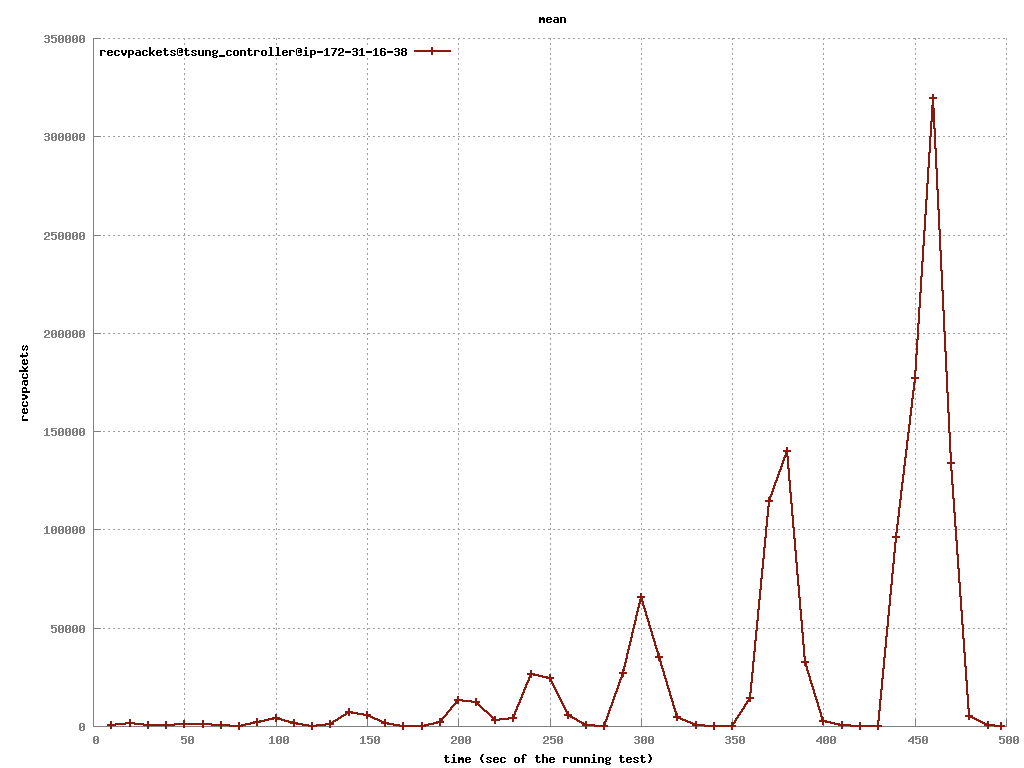 mean
recvpackets@tsung_controller@ip-172-31-16-38
350000
300000
250000
200000
150000
100000
50000
0
recvpackets
0 50 100 150 200 250 300 350 400 450 500
time (sec of the running test)